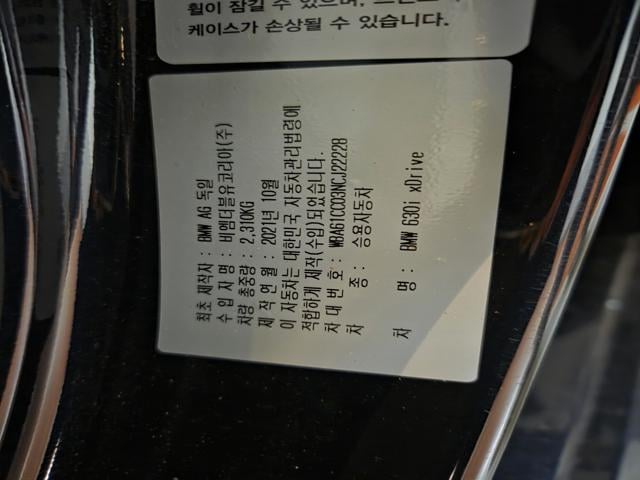 휠이 잠길 수 있으며,
케이스가 손상될 수 있습니다.
최초 제작자 : BMW AG 독일
수 입 자 명 : 비엠더블유코리아(주)
차량 총중량 : 2,310KG
제 작 연 월 : 2021년 10월
이 자동차는 대한민국 자동차관리법령에
적합하게 제작(수입)되었습니다.
차 대 번 호 : WBA61CC03NCJ22228
차 종 : 승용자동차
차 명 : BMW 630i xDrive